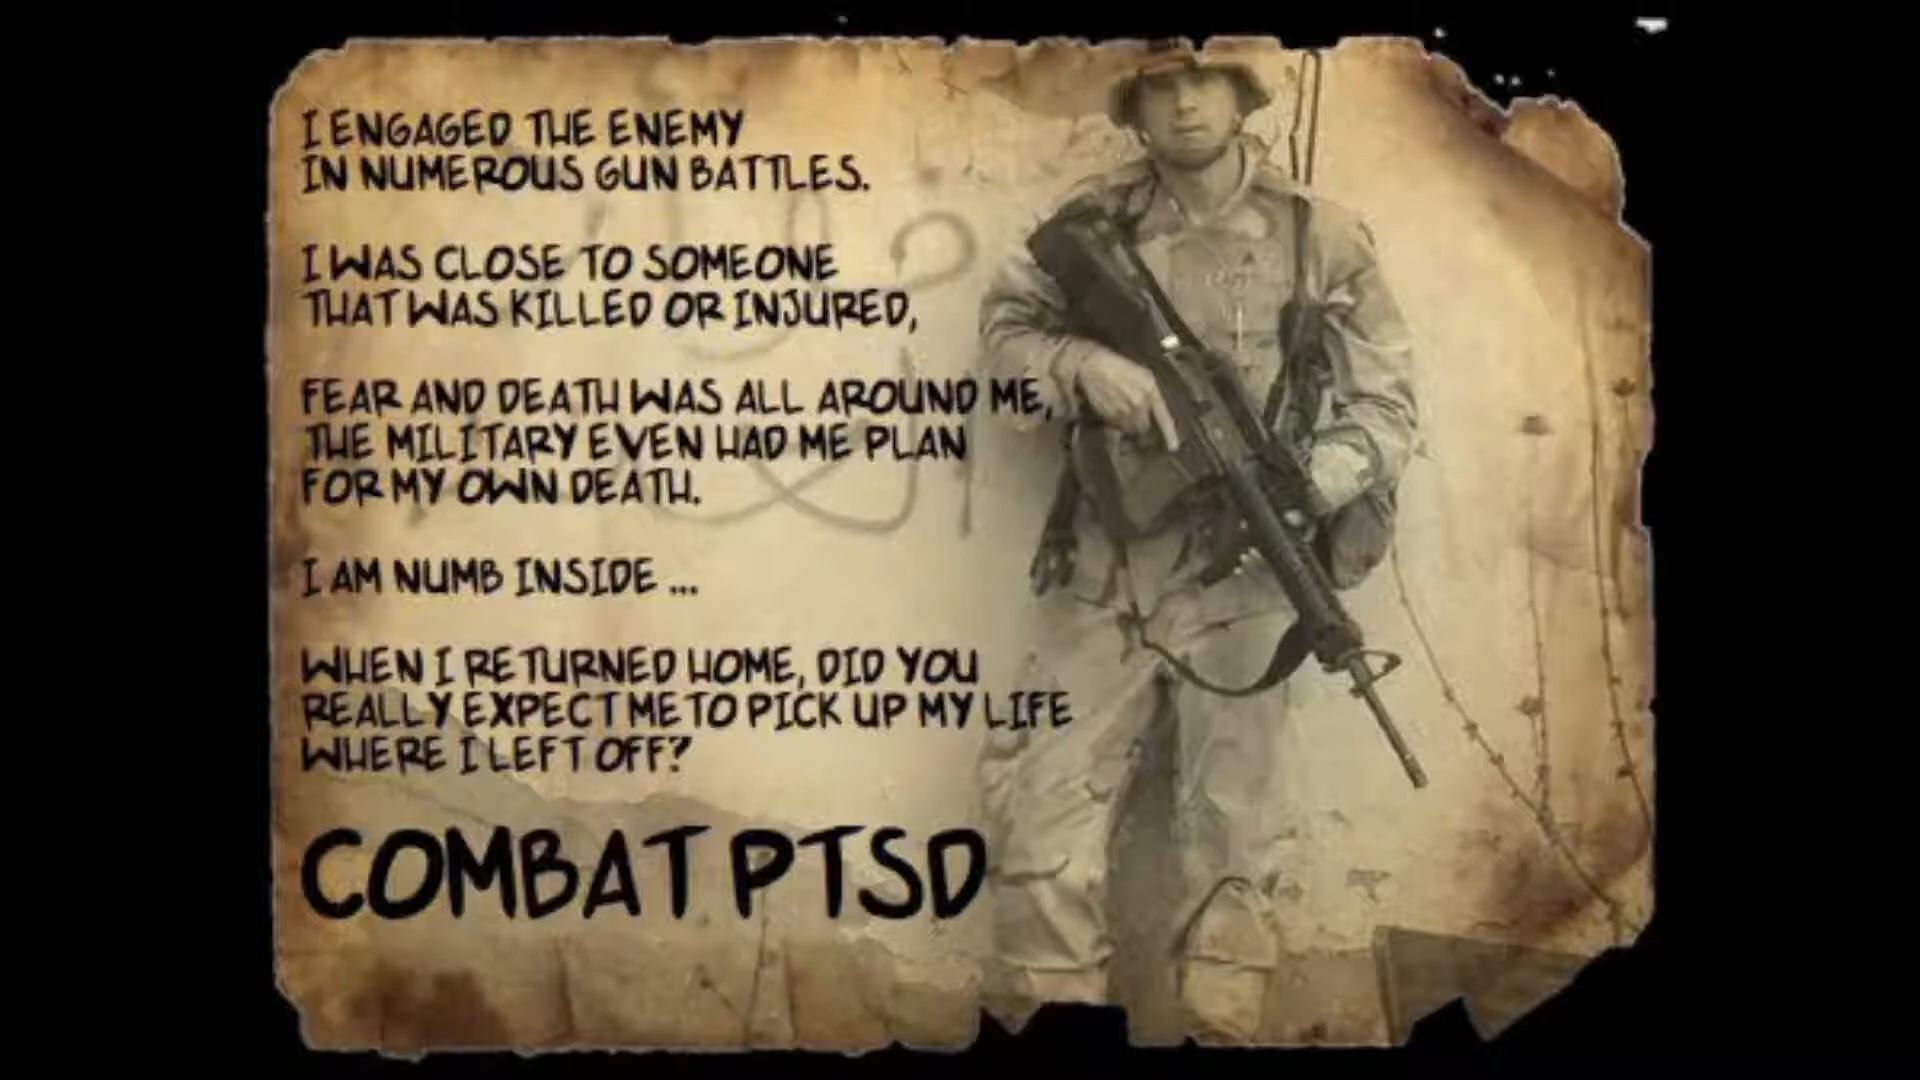 I ENGAGED THE ENEMY
IN NUMEROUS GUN BATTLES.
I WAS CLOSE TO SOMEONE
THAT WAS KILLED OR INJURED,
FEAR AND DEATH WAS ALL AROUND ME,
THE MILITARY EVEN HAD ME PLAN
FOR MY OWN DEATH.
I AM NUMB INSIDE ...
WHEN I RETURNED HOME, DID YOU
REALLY EXPECT ME TO PICK UP MY LIFE
WHERE I LEFT OFF?
COMBAT PTSD